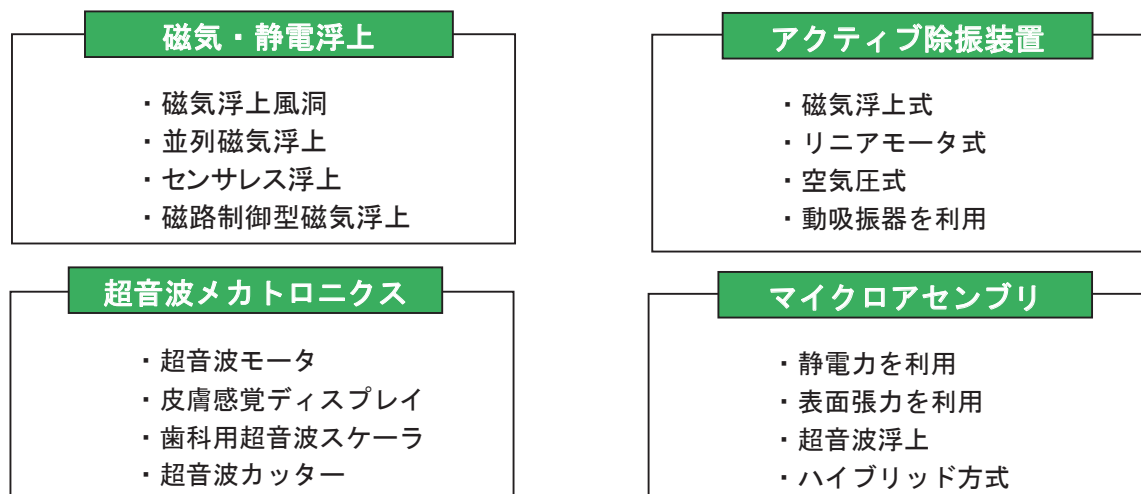 磁気・静電浮上
・磁気浮上風洞
・並列磁気浮上
・センサレス浮上
・磁路制御型磁気浮上
アクティブ除振装置
・磁気浮上式
・リニアモータ式
・空気圧式
・動吸振器を利用
超音波メカトロニクス
・超音波モータ
・皮膚感覚ディスプレイ
・歯科用超音波スケーラ
・超音波カッター
マイクロアセンブリ
・静電力を利用
・表面張力を利用
・超音波浮上
・ハイブリッド方式